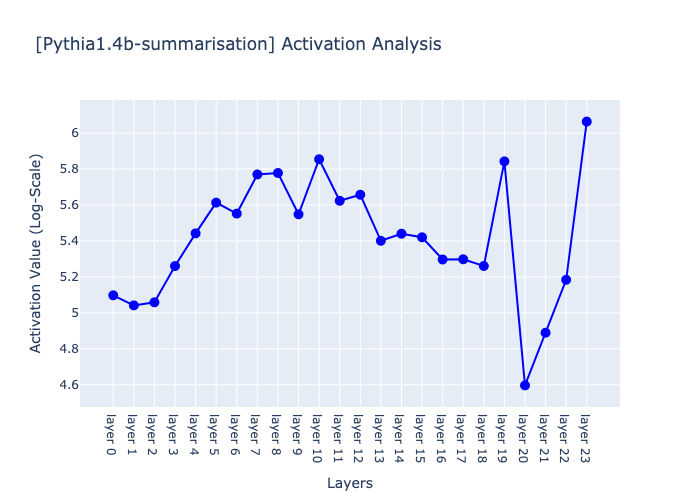 [Pythia1.4b-summarisation] Activation Analysis
Activation Value (Log-Scale)
6
5.8
5.6
5.4
5.2
5
4.8
4.6
layer 0
layer 1
layer 2
layer 3
layer 4
layer 5
layer 6
layer 7
layer 8
layer 9
layer 10
layer 11
layer 12
layer 13
layer 14
layer 15
layer 16
layer 17
layer 18
layer 19
layer 20
layer 21
layer 22
layer 23
Layers